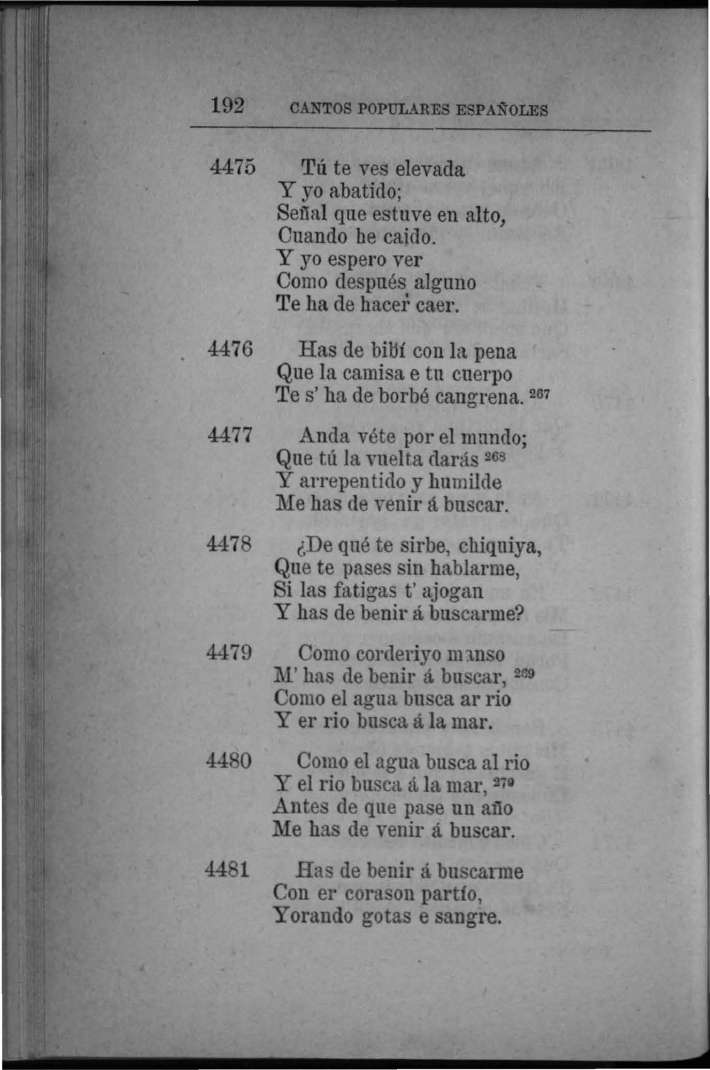 192 CANTOS POPULARES ESPAÑOLES
4475 Tú te ves elevada
Y yo abatido;
Señal que estuve en alto,
Cuando he caido.
Y yo espero ver
Como después alguno
Te ha de hacer caer.
4476 Has de bibí con la pena
Que la camisa e tu cuerpo
Te s' ha de borbé cangrena. 267
4477 Anda véte por el mundo;
Que tú la vuelta darás 268
Y arrepentido y humilde
Me has de venir á buscar.
4478 ¿De qué te sirbe, chiquiya,
Que te pases sin hablarme,
Si las fatigas t' ajogan
Y has de benir á buscarme?
4479 Como corderiyo manso
M' has de benir á buscar, 269
Como el agua busca ar rio
Y er rio busca á la mar.
4480 Como el agua busca al rio
Y el rio busca á la mar, 270
Antes de que pase un año
Me has de venir á buscar.
4481 Has de benir á buscarme
Con er corason partío,
Yorando gotas e sangre.